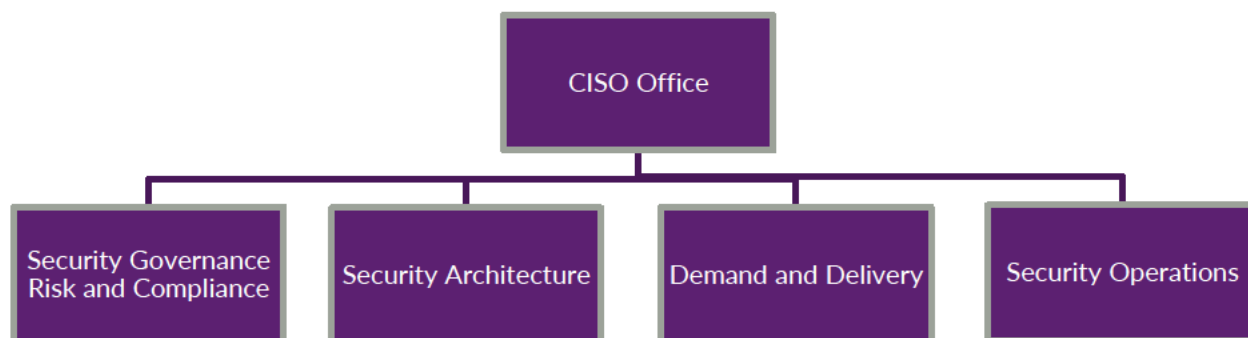 CISO Office
Security Governance
Risk and Compliance
Security Architecture
Demand and Delivery
Security Operations